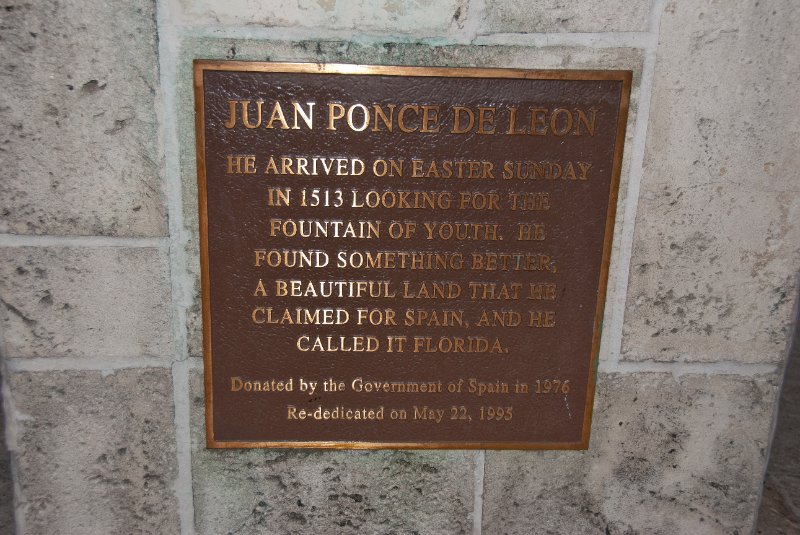 JUAN PONCE DE LEON
HE ARRIVED ON EASTER SUNDAY
IN 1513 LOOKING FOR THE
FOUNTAIN OF YOUTH. HE
FOUND SOMETHING BETTER,
A BEAUTIFUL LAND THAT HE
CLAIMED FOR SPAIN, AND HE
CALLED IT FLORIDA.
Donated by the Government of Spain in 1976
Re-dedicated on May 22, 1995